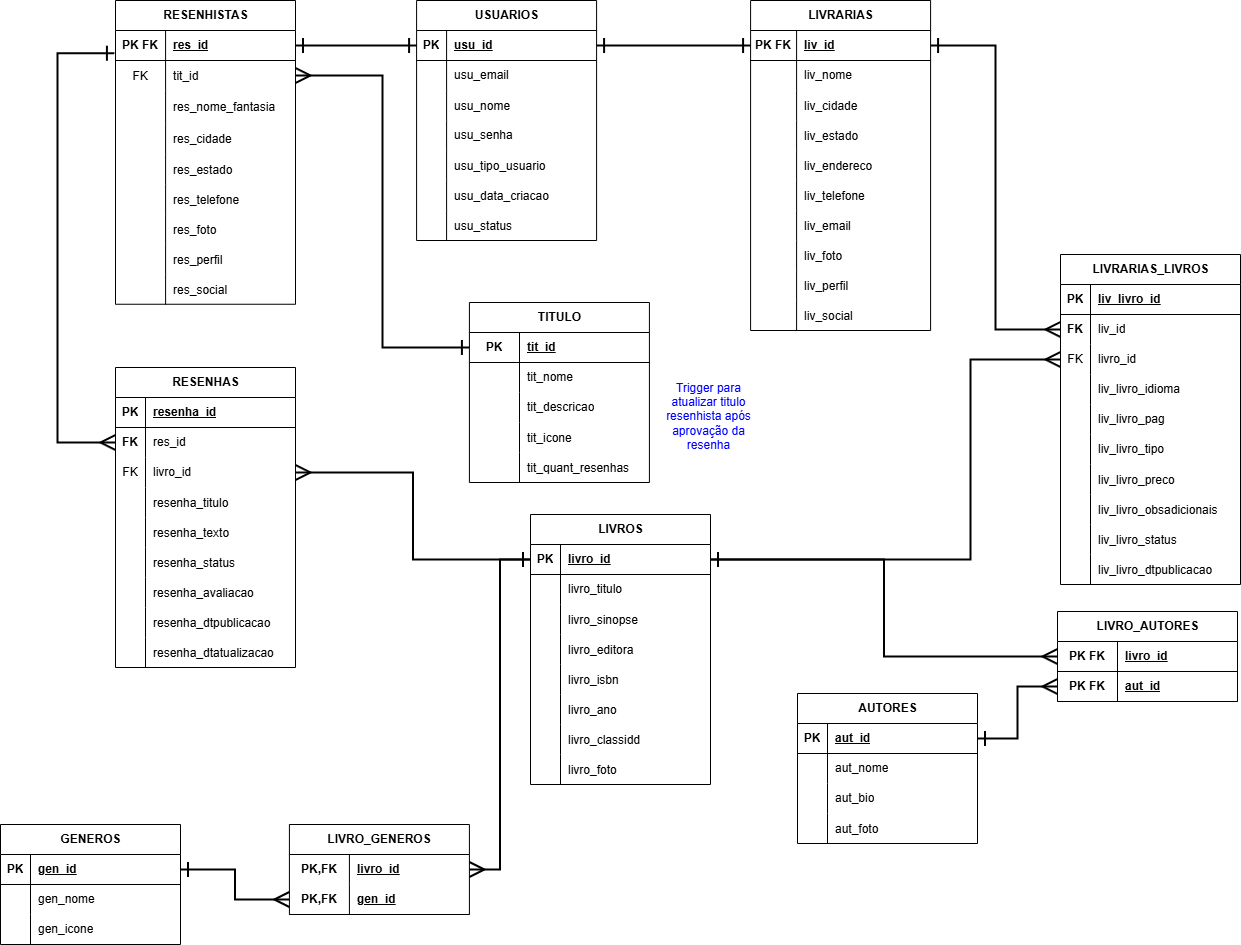 RESENHISTAS
PK FK res_id
FK tit_id
res_nome_fantasia
res_cidade
res_estado
res_telefone
res_foto
res_perfil
res_social
USUARIOS
PK usu_id
usu_email
usu_nome
usu_senha
usu_tipo_usuario
usu_data_criacao
usu_status
LIVRARIAS
PK FK liv_id
liv_nome
liv_cidade
liv_estado
liv_endereco
liv_telefone
liv_email
liv_foto
liv_perfil
liv_social
LIVRARIAS_LIVROS
PK liv_livro_id
FK liv_id
FK livro_id
liv_livro_idioma
liv_livro_pag
liv_livro_tipo
liv_livro_preco
liv_livro_obsadicionais
liv_livro_status
liv_livro_dtpublicacao
TITULO
PK tit_id
tit_nome
tit_descricao
tit_icone
tit_quant_resenhas
Trigger para
atualizar titulo
resenhista após
aprovação da
resenha
RESENHAS
PK resenha_id
FK res_id
FK livro_id
resenha_titulo
resenha_texto
resenha_status
resenha_avaliacao
resenha_dtpublicacao
resenha_dtatualizacao
LIVROS
PK livro_id
livro_titulo
livro_sinopse
livro_editora
livro_isbn
livro_ano
livro_classidd
livro_foto
LIVRO_AUTORES
PK FK livro_id
PK FK aut_id
AUTORES
PK aut_id
aut_nome
aut_bio
aut_foto
GENEROS
PK gen_id
gen_nome
gen_icone
LIVRO_GENEROS
PK,FK livro_id
PK,FK gen_id